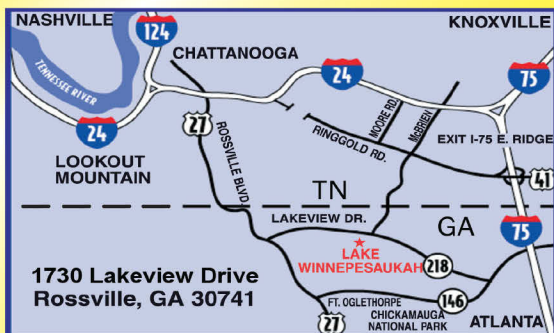 NASHVILLE
124
KNOXVILLE
CHATTANOOGA
24
75
TENNESSEE RIVER
27
MOORE RD.
McBRIEN
24
ROSSVILLE BLVD.
RINGGOLD RD.
EXIT I-75 E. RIDGE
LOOKOUT
MOUNTAIN
41
TN
LAKEVIEW DR.
GA
75
LAKE
WINNEPESAUKAH
218
1730 Lakeview Drive
Rossville, GA 30741
FT. OGLETHORPE
146
CHICKAMAUGA
NATIONAL PARK
27
ATLANTA